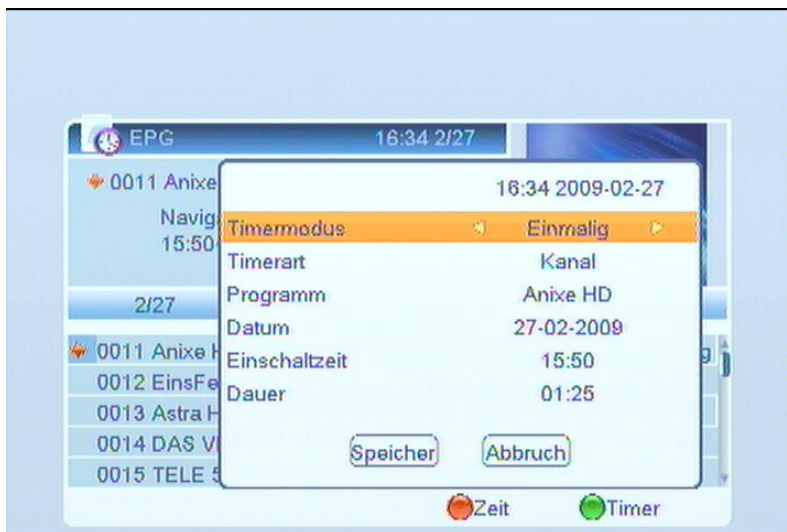 EPG 16:34 2/27
0011 Anixe
Navig
15:50
2/27
0011 Anixe H
0012 EinsFe
0013 Astra H
0014 DAS VI
0015 TELE 5
g
16:34 2009-02-27
Timermodus Einmalig
Timerart Kanal
Programm Anixe HD
Datum 27-02-2009
Einschaltzeit 15:50
Dauer 01:25
Speicher Abbruch
Zeit Timer